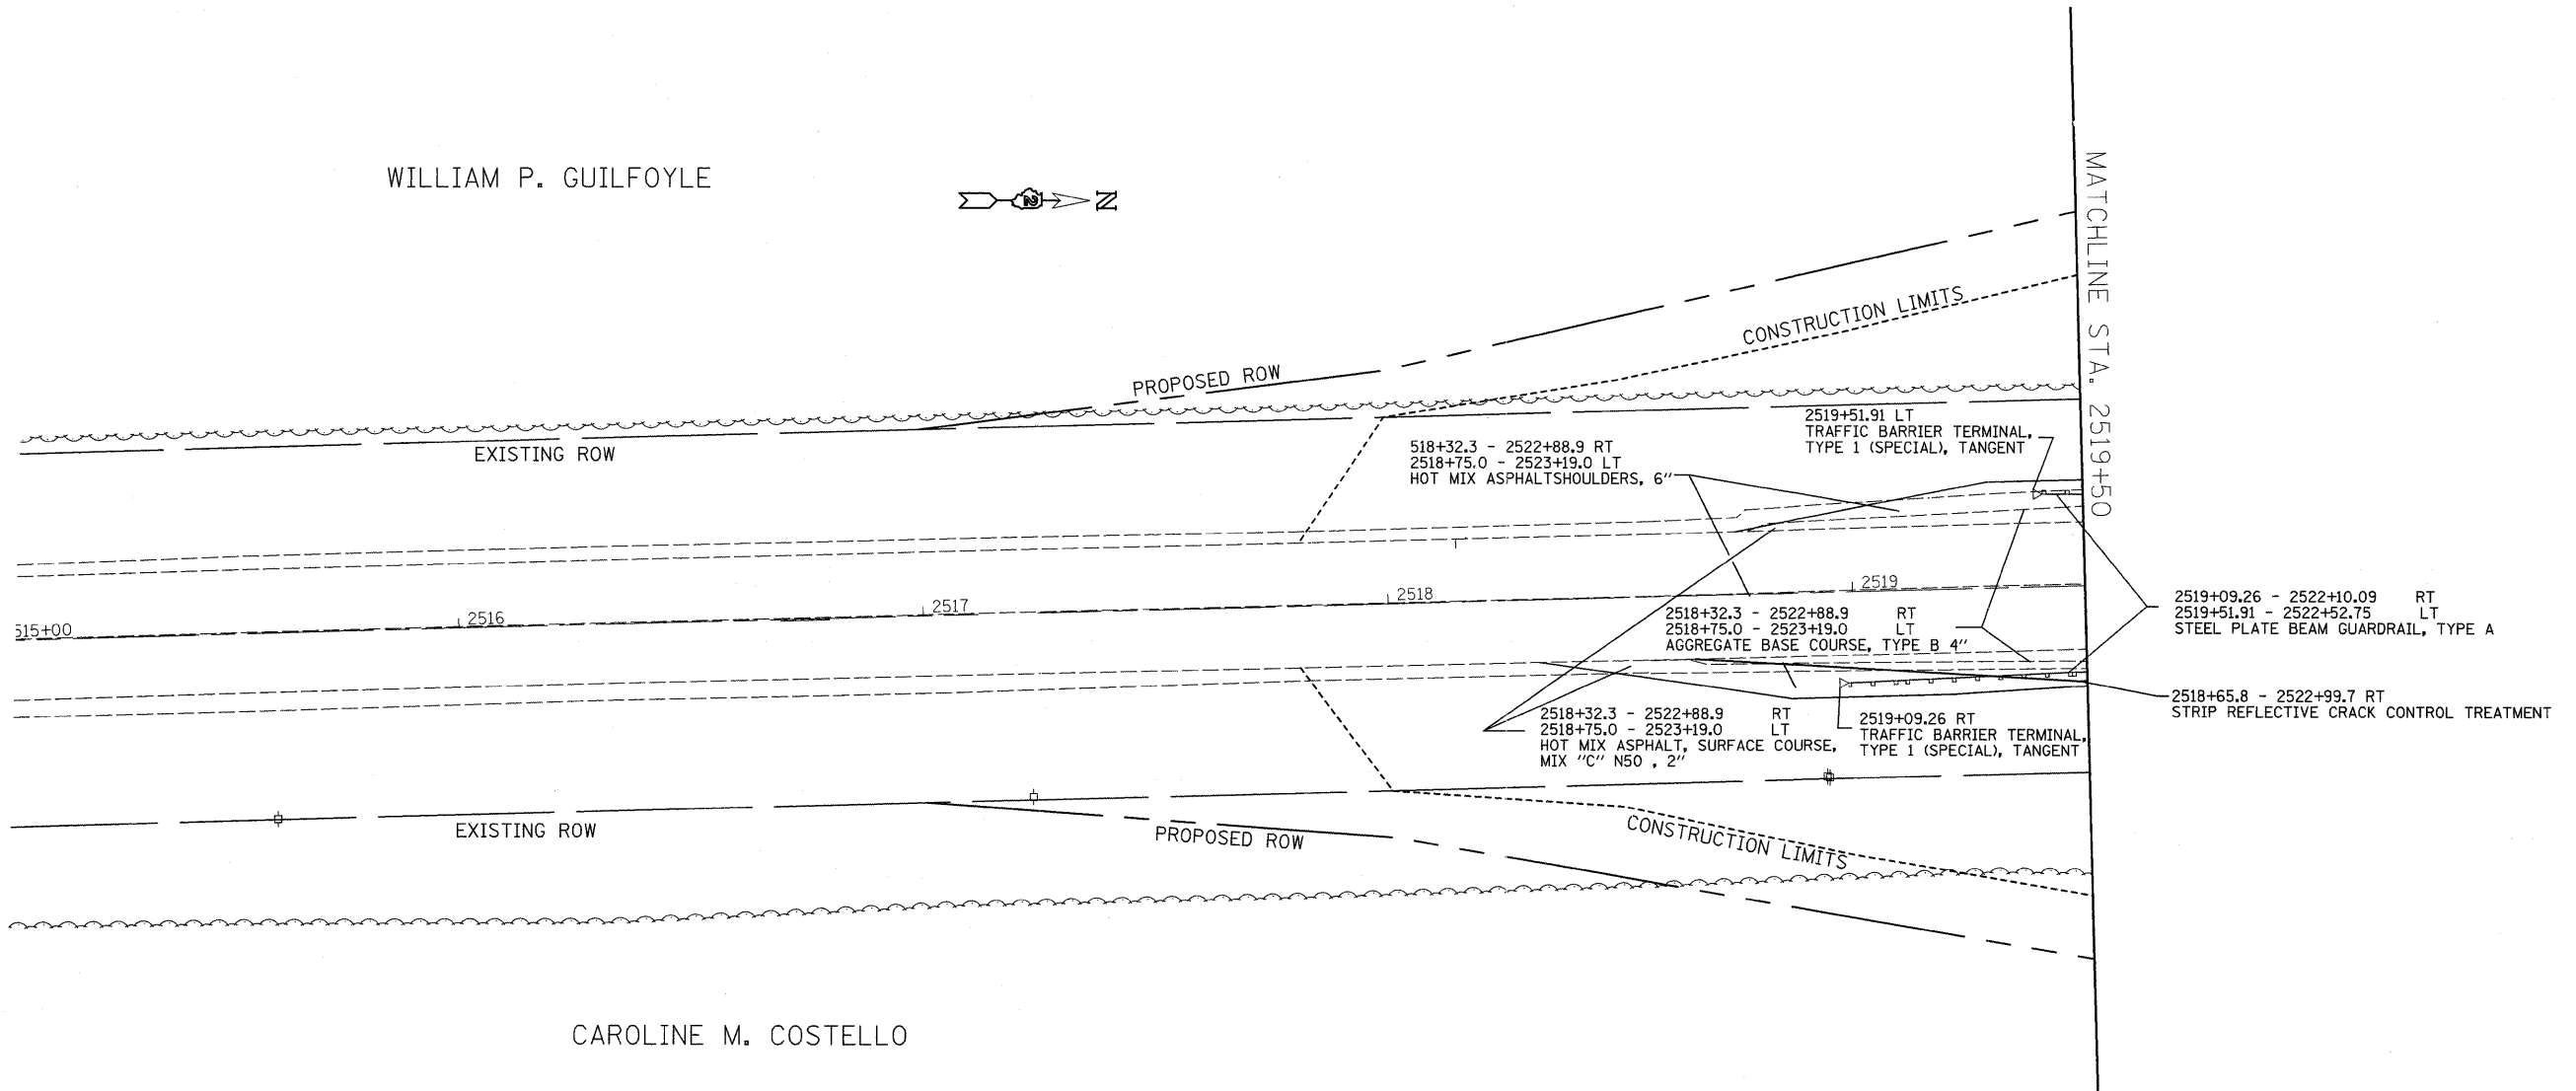 WILLIAM P. GUILFOYLE
2
N
MATCHLINE STA. 2519+50
CONSTRUCTION LIMITS
PROPOSED ROW
EXISTING ROW
2519+51.91 LT
TRAFFIC BARRIER TERMINAL,
TYPE 1 (SPECIAL), TANGENT
518+32.3 - 2522+88.9 RT
2518+75.0 - 2523+19.0 LT
HOT MIX ASPHALTSHOULDERS, 6"
515+00
2516
2517
2518
2519
2518+32.3 - 2522+88.9 RT
2518+75.0 - 2523+19.0 LT
AGGREGATE BASE COURSE, TYPE B 4"
2519+09.26 - 2522+10.09 RT
2519+51.91 - 2522+52.75 LT
STEEL PLATE BEAM GUARDRAIL, TYPE A
2518+65.8 - 2522+99.7 RT
STRIP REFLECTIVE CRACK CONTROL TREATMENT
2518+32.3 - 2522+88.9 RT
2518+75.0 - 2523+19.0 LT
HOT MIX ASPHALT, SURFACE COURSE,
MIX "C" N50 , 2"
2519+09.26 RT
TRAFFIC BARRIER TERMINAL,
TYPE 1 (SPECIAL), TANGENT
EXISTING ROW
PROPOSED ROW
CONSTRUCTION LIMITS
CAROLINE M. COSTELLO